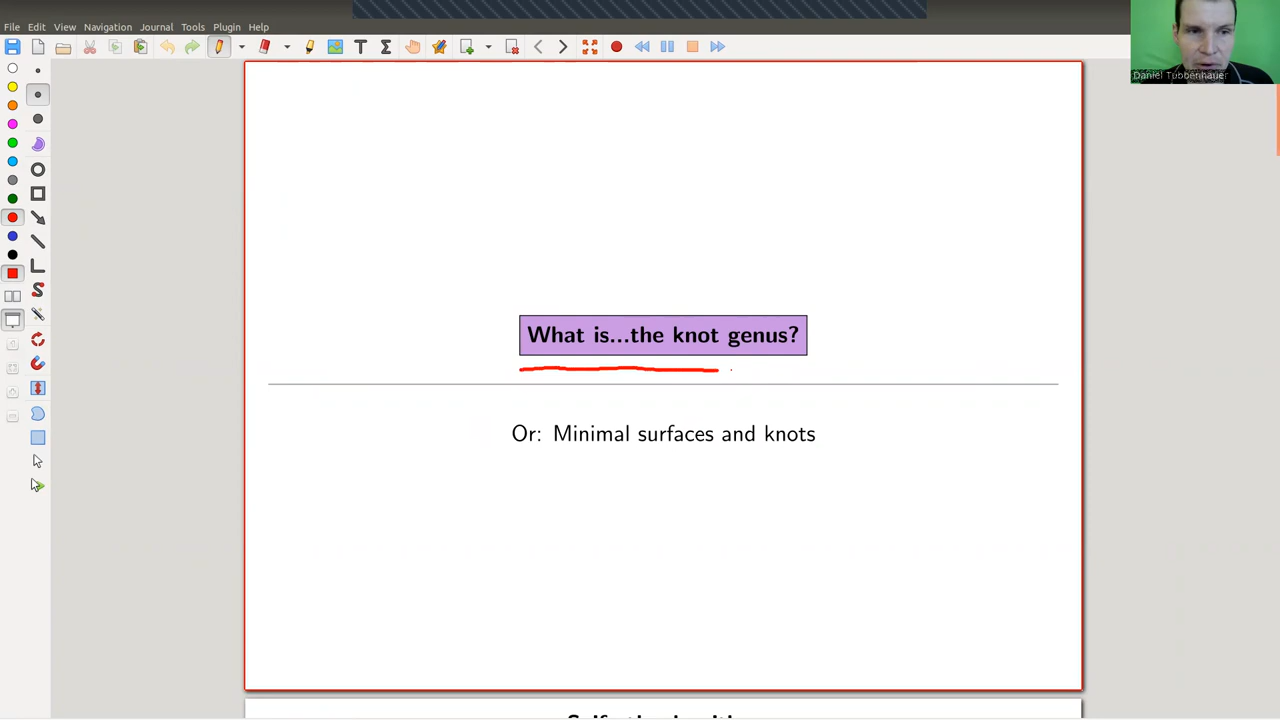 File Edit View Navigation Journal Tools Plugin Help
Daniel Tubbenhauer
What is...the knot genus?
Or: Minimal surfaces and knots